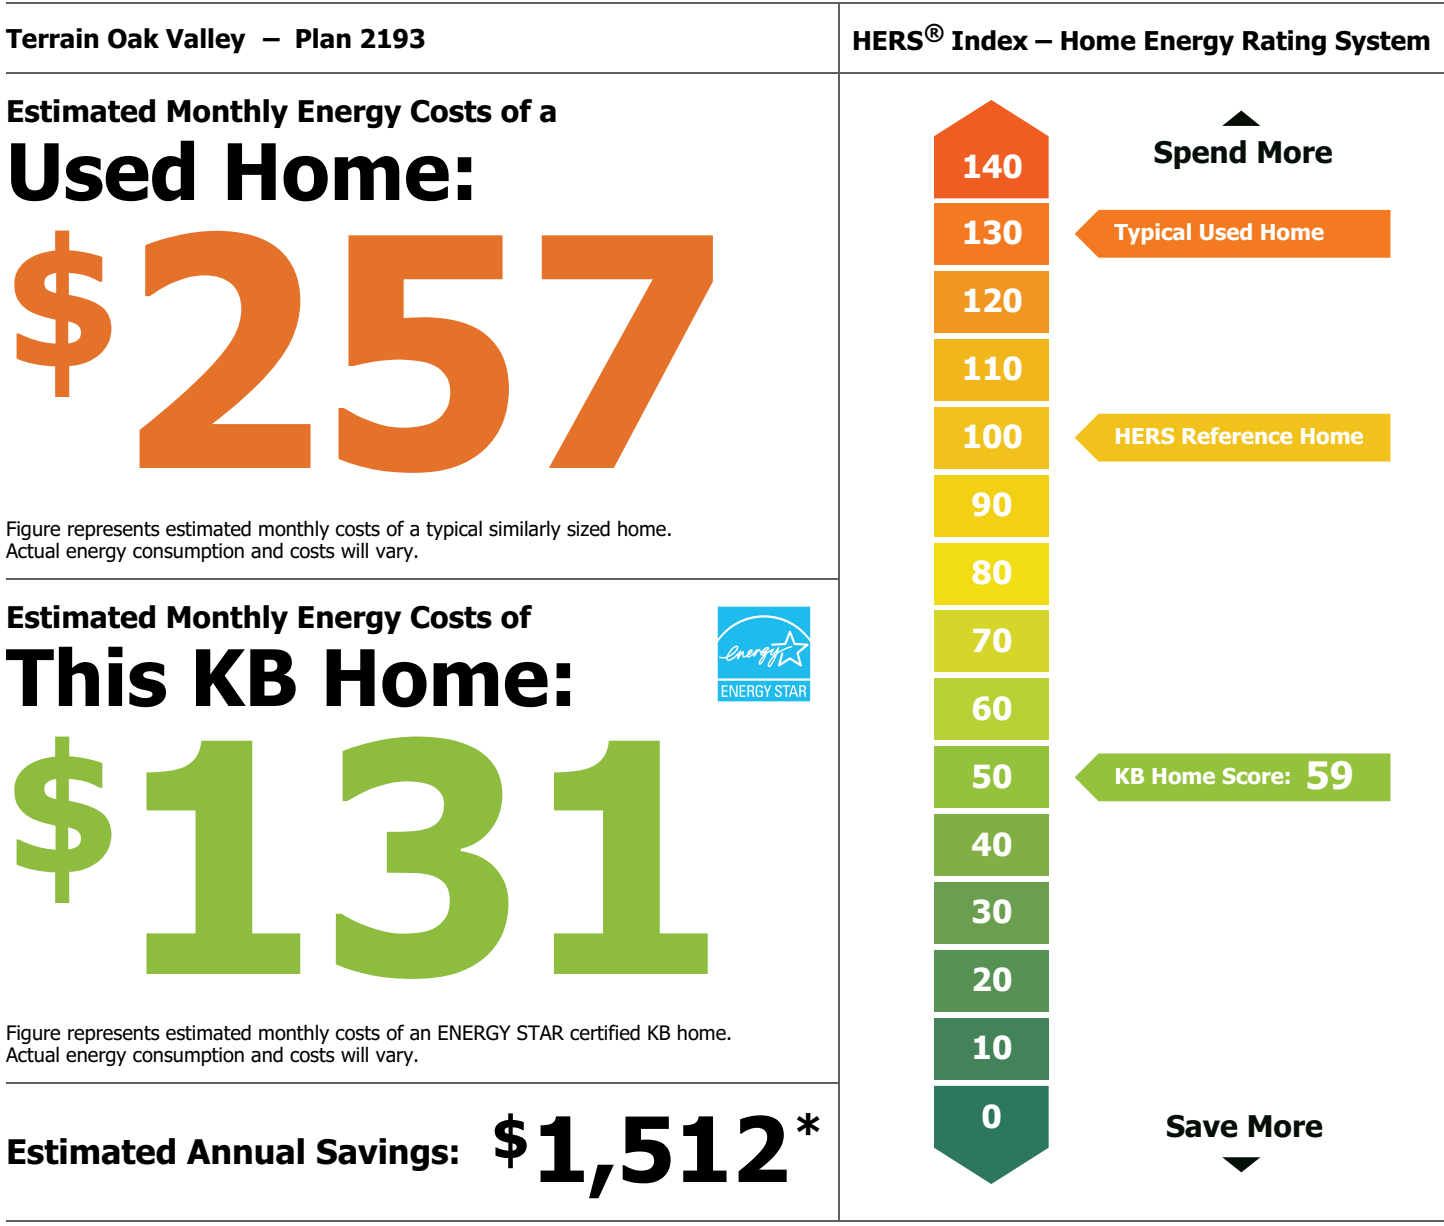 Terrain Oak Valley – Plan 2193
Estimated Monthly Energy Costs of a
Used Home:
$257
Figure represents estimated monthly costs of a typical similarly sized home.
Actual energy consumption and costs will vary.
Estimated Monthly Energy Costs of
This KB Home:
energy
ENERGY STAR
$131
Figure represents estimated monthly costs of an ENERGY STAR certified KB home.
Actual energy consumption and costs will vary.
Estimated Annual Savings: $1,512*
HERS® Index – Home Energy Rating System
Spend More
140
130 Typical Used Home
120
110
100 HERS Reference Home
90
80
70
60
50 KB Home Score: 59
40
30
20
10
0
Save More